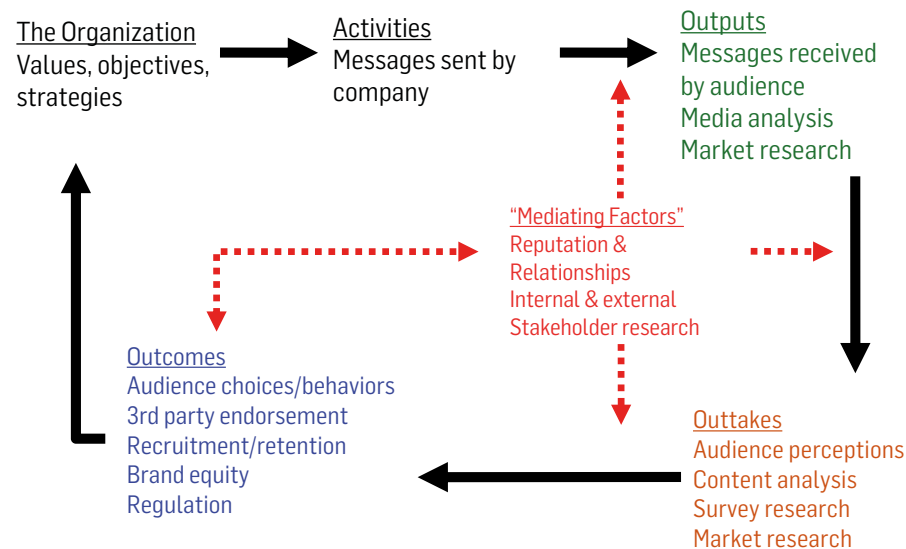 The Organization
Values, objectives,
strategies
Activities
Messages sent by
company
Outputs
Messages received
by audience
Media analysis
Market research
“Mediating Factors”
Reputation &
Relationships
Internal & external
Stakeholder research
Outcomes
Audience choices/behaviors
3rd party endorsement
Recruitment/retention
Brand equity
Regulation
Outtakes
Audience perceptions
Content analysis
Survey research
Market research